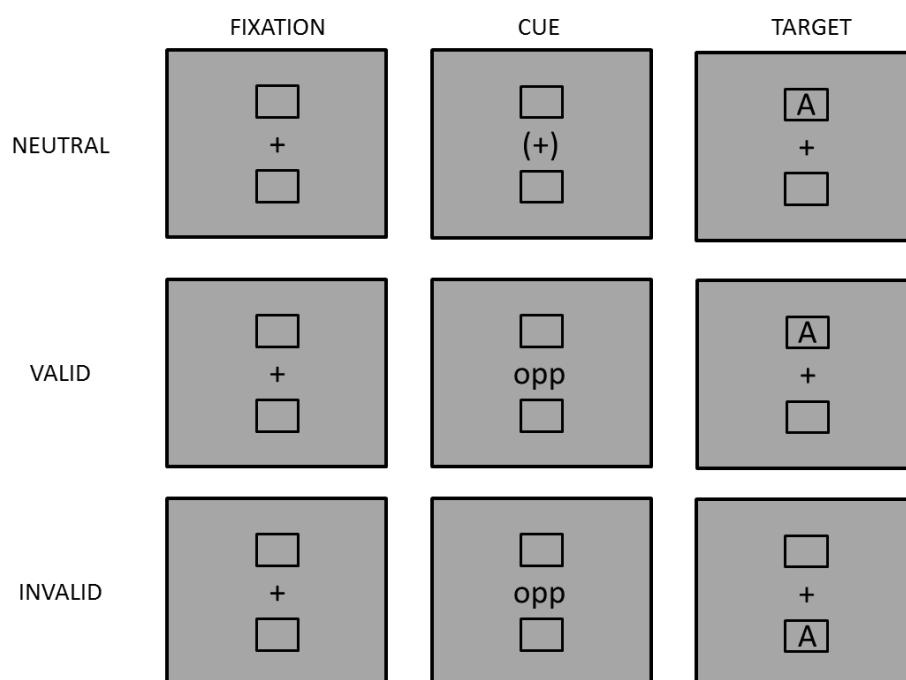 FIXATION CUE TARGET
A
NEUTRAL + (+) +
A
VALID + opp +
INVALID + opp +
A